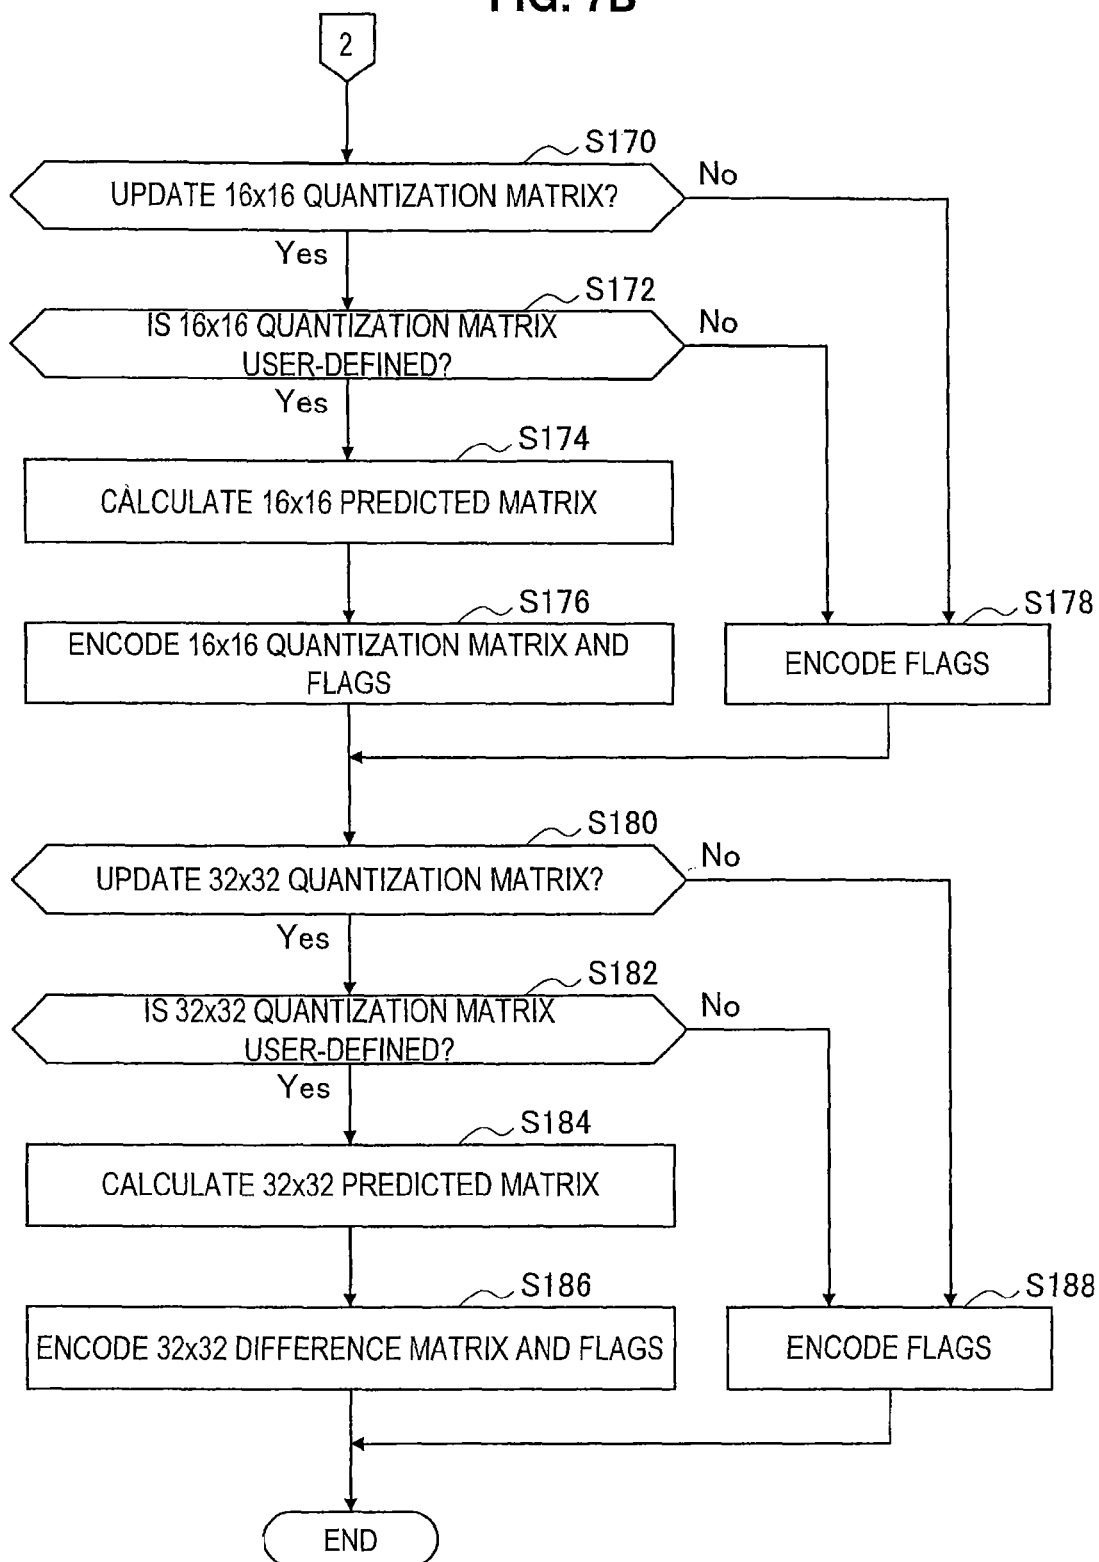 FIG. 7B
2
S170
UPDATE 16x16 QUANTIZATION MATRIX?
No
Yes
S172
IS 16x16 QUANTIZATION MATRIX
USER-DEFINED?
No
Yes
S174
CALCULATE 16x16 PREDICTED MATRIX
S176
ENCODE 16x16 QUANTIZATION MATRIX AND
FLAGS
S178
ENCODE FLAGS
S180
UPDATE 32x32 QUANTIZATION MATRIX?
No
Yes
S182
IS 32x32 QUANTIZATION MATRIX
USER-DEFINED?
No
Yes
S184
CALCULATE 32x32 PREDICTED MATRIX
S186
ENCODE 32x32 DIFFERENCE MATRIX AND FLAGS
S188
ENCODE FLAGS
END